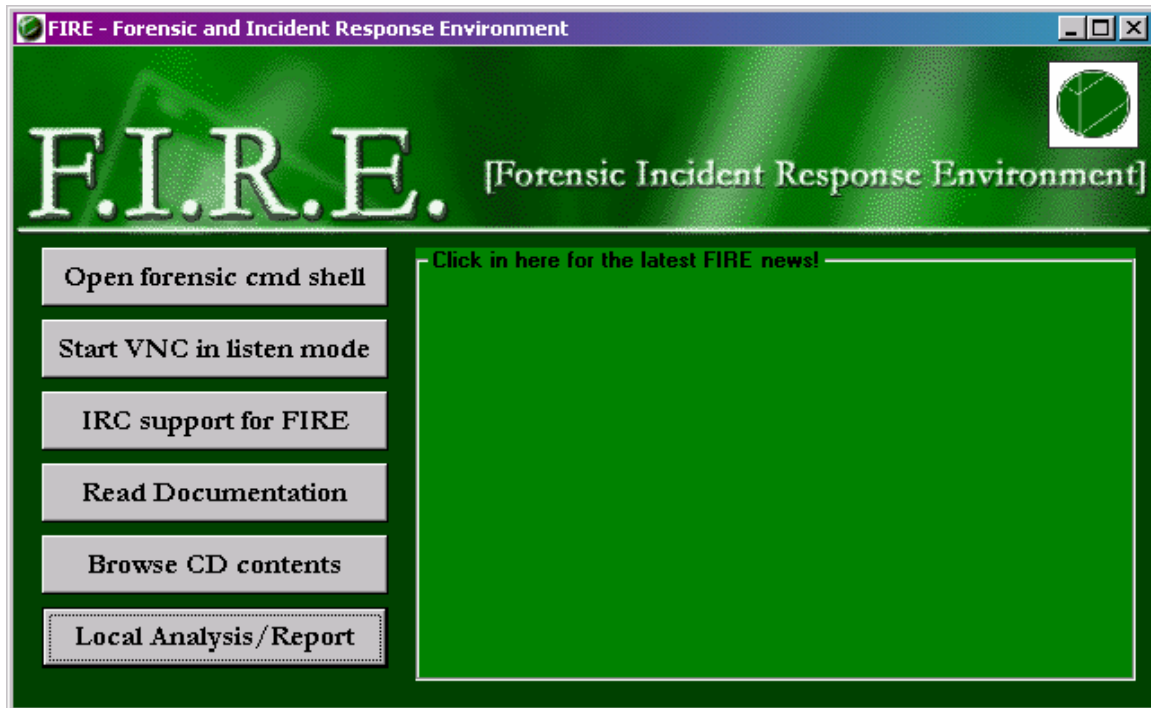 FIRE - Forensic and Incident Response Environment
F.I.R.E.
[Forensic Incident Response Environment]
Open forensic cmd shell
Start VNC in listen mode
IRC support for FIRE
Read Documentation
Browse CD contents
Local Analysis/Report
Click in here for the latest FIRE news!